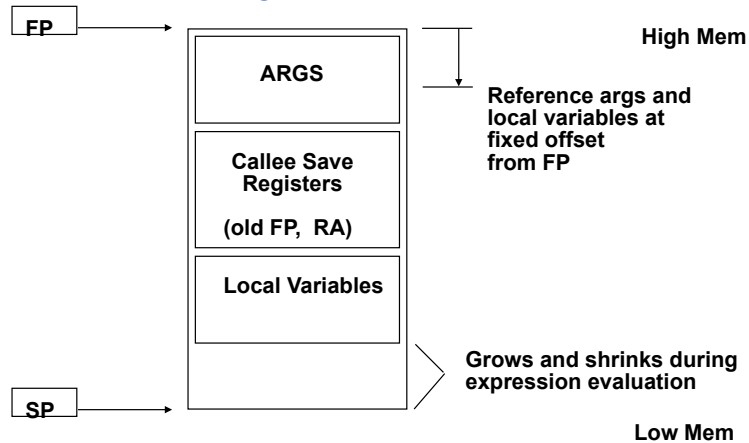 FP
High Mem
ARGS
Reference args and
local variables at
fixed offset
from FP
Callee Save
Registers
(old FP, RA)
Local Variables
Grows and shrinks during
expression evaluation
SP
Low Mem